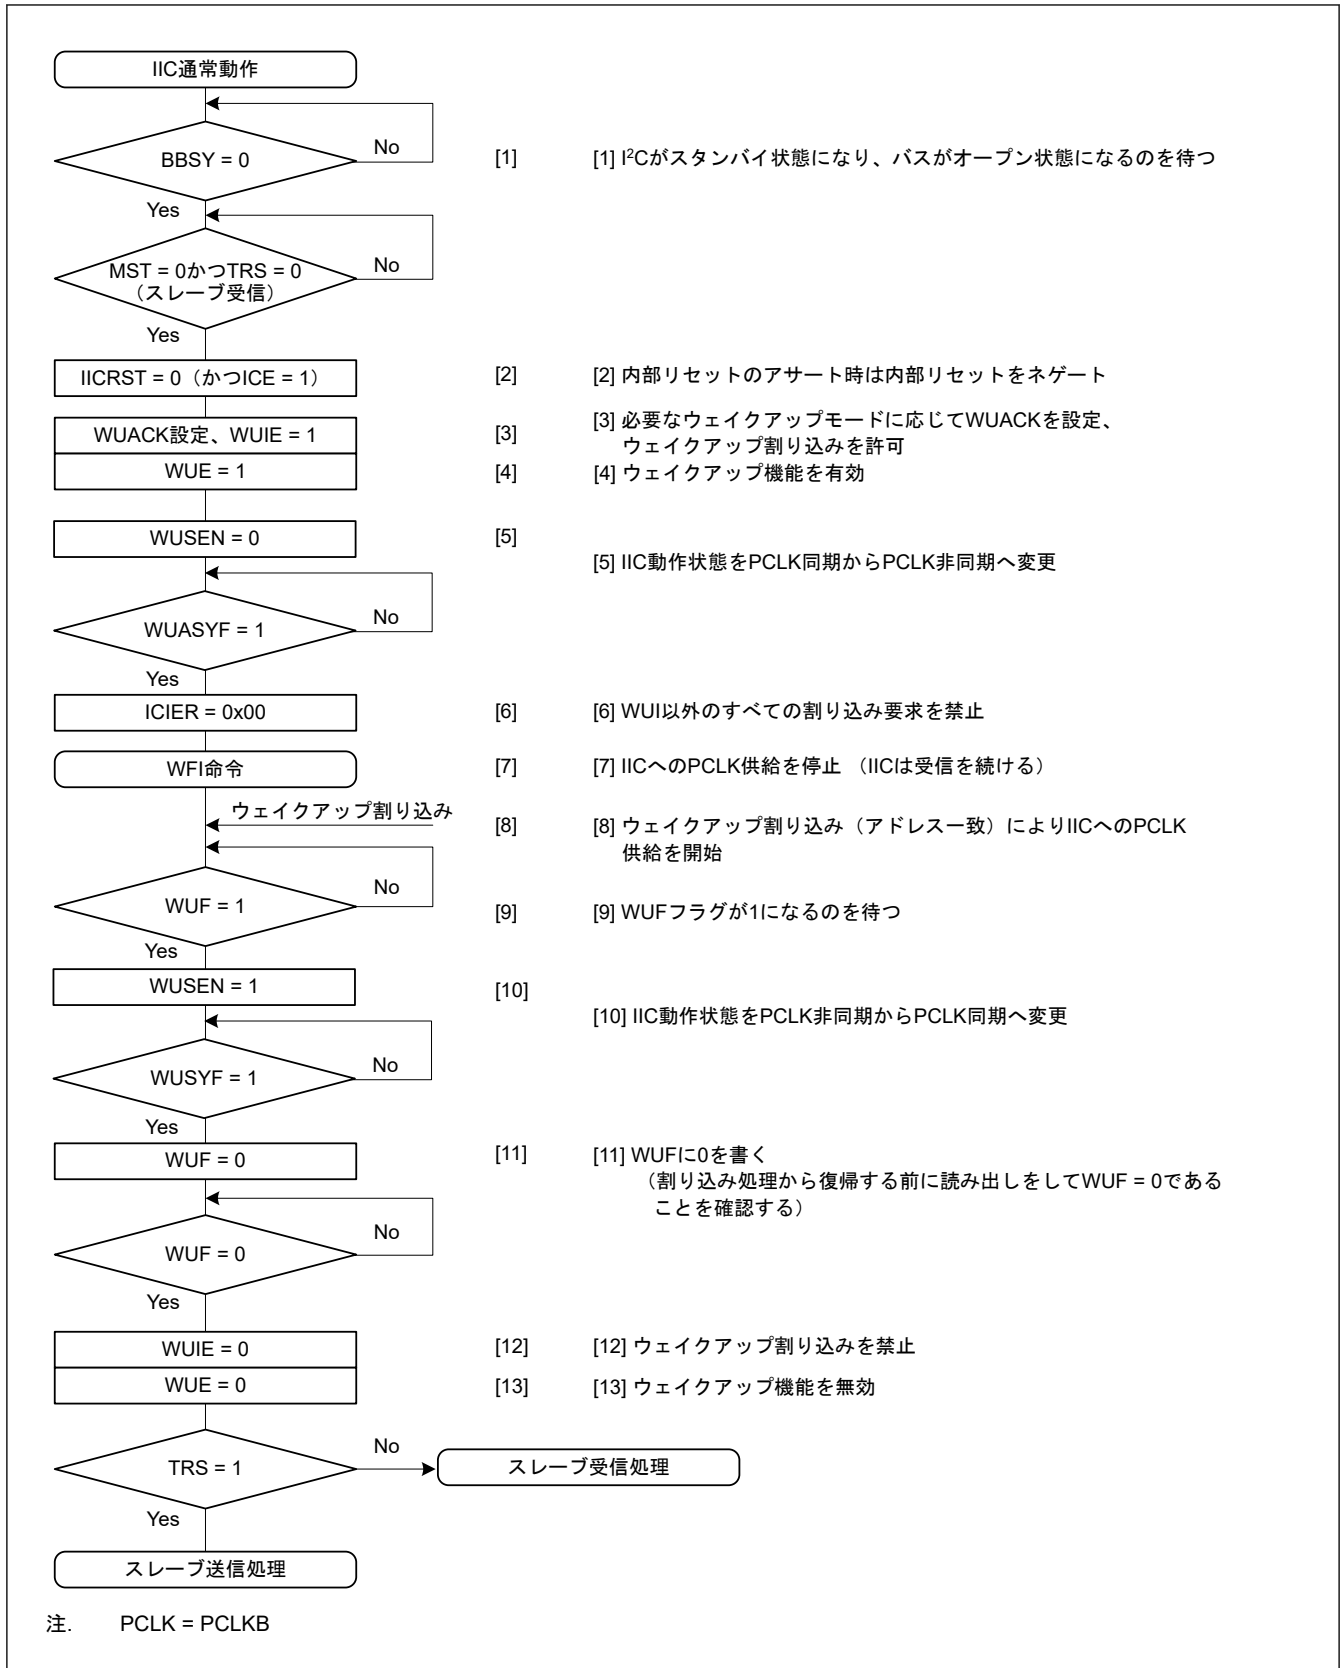 IIC通常動作
BBSY = 0
No
[1]
[1] I²Cがスタンバイ状態になり、バスがオープン状態になるのを待つ
Yes
MST = 0かつTRS = 0
（スレーブ受信）
No
Yes
IICRST = 0（かつICE = 1）
[2]
[2] 内部リセットのアサート時は内部リセットをネゲート
WUACK設定、WUIE = 1
[3]
[3] 必要なウェイクアップモードに応じてWUACKを設定、
ウェイクアップ割り込みを許可
WUE = 1
[4]
[4] ウェイクアップ機能を有効
WUSEN = 0
[5]
[5] IIC動作状態をPCLK同期からPCLK非同期へ変更
WUASYF = 1
No
Yes
ICIER = 0x00
[6]
[6] WUI以外のすべての割り込み要求を禁止
WFI命令
[7]
[7] IICへのPCLK供給を停止 （IICは受信を続ける）
ウェイクアップ割り込み
[8]
[8] ウェイクアップ割り込み（アドレス一致）によりIICへのPCLK
供給を開始
WUF = 1
No
[9]
[9] WUFフラグが1になるのを待つ
Yes
WUSEN = 1
[10]
[10] IIC動作状態をPCLK非同期からPCLK同期へ変更
WUSYF = 1
No
Yes
WUF = 0
[11]
[11] WUFに0を書く
（割り込み処理から復帰する前に読み出しをしてWUF = 0である
ことを確認する）
WUF = 0
No
Yes
WUIE = 0
[12]
[12] ウェイクアップ割り込みを禁止
WUE = 0
[13]
[13] ウェイクアップ機能を無効
TRS = 1
No
スレーブ受信処理
Yes
スレーブ送信処理
注. PCLK = PCLKB